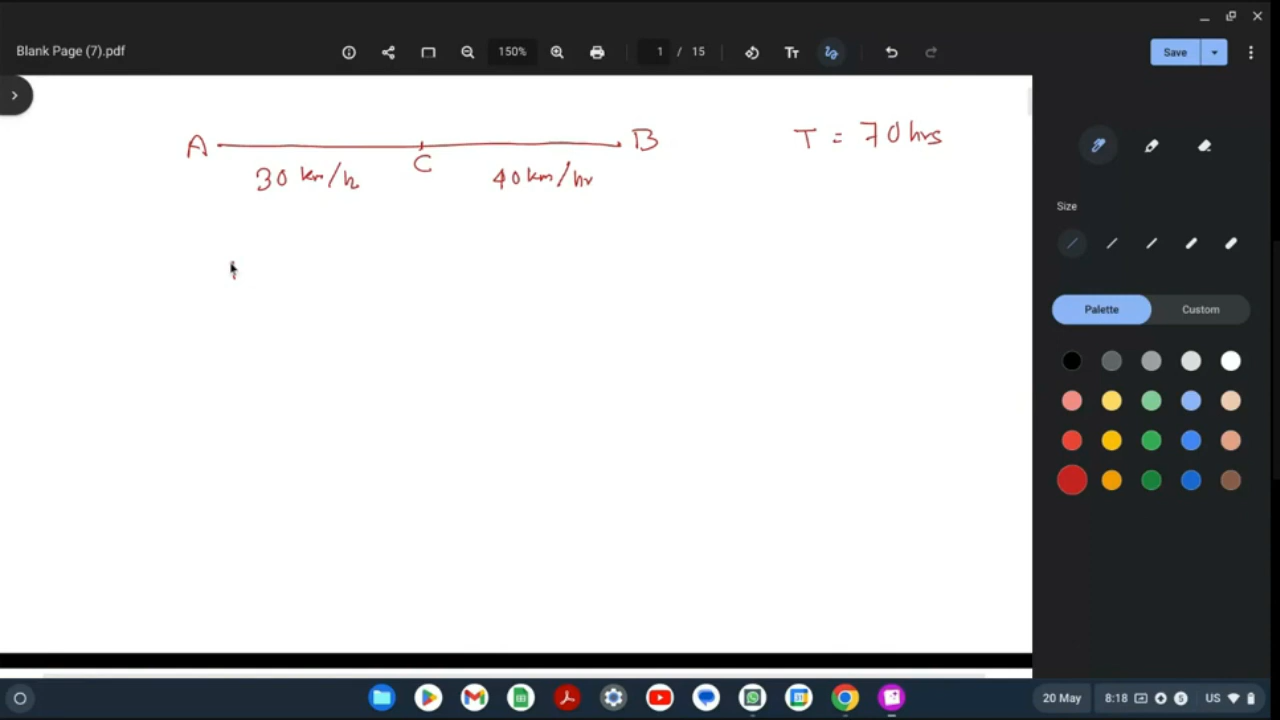 Blank Page (7).pdf
150%
1 / 15
Tт
Save
A C B
T = 70 hrs
30 km/h 40 km/hr
Size
Palette Custom
20 May 8:18 US